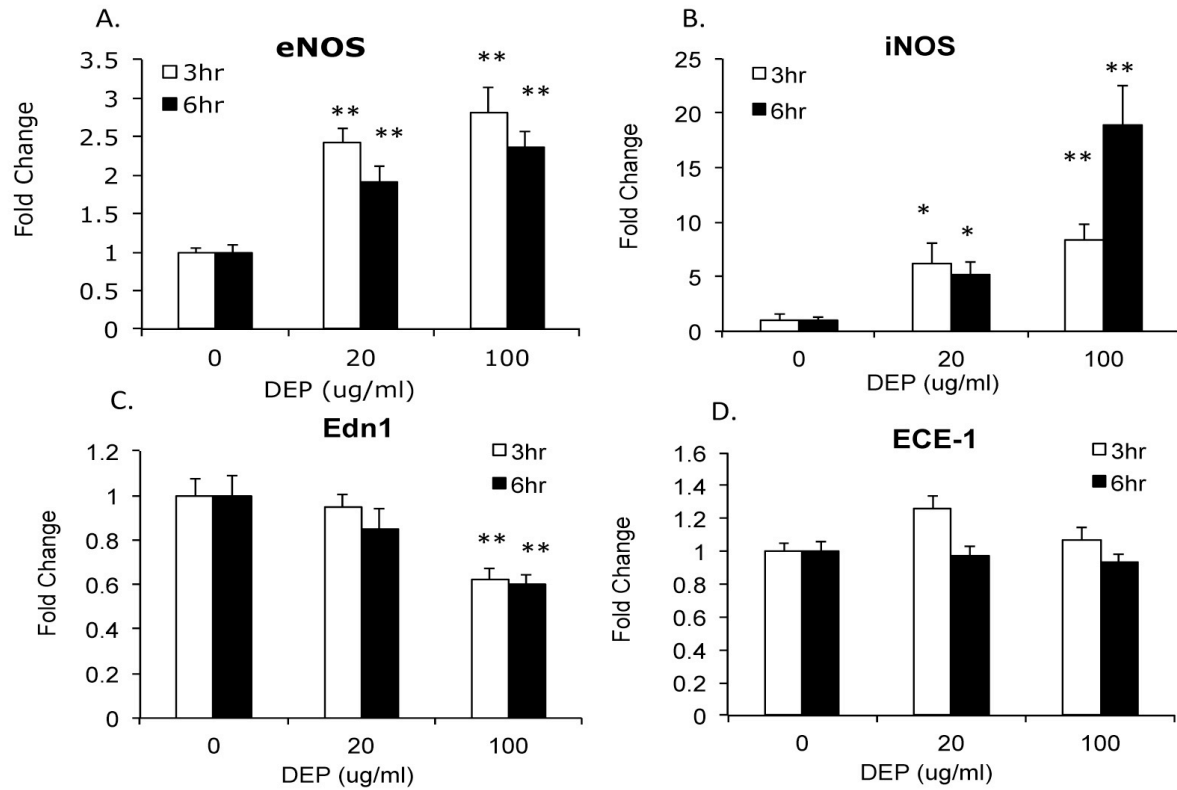 A.
eNOS
3.5
3
2.5
2
1.5
1
0.5
0
Fold Change
3hr
6hr
** ** ** **
0 20 100
DEP (ug/ml)
B.
iNOS
25
20
15
10
5
0
Fold Change
3hr
6hr
* * ** **
0 20 100
DEP (ug/ml)
C.
Edn1
1.2
1
0.8
0.6
0.4
0.2
0
Fold Change
3hr
6hr
** **
0 20 100
DEP (ug/ml)
D.
ECE-1
1.6
1.4
1.2
1
0.8
0.6
0.4
0.2
0
Fold Change
3hr
6hr
0 20 100
DEP (ug/ml)